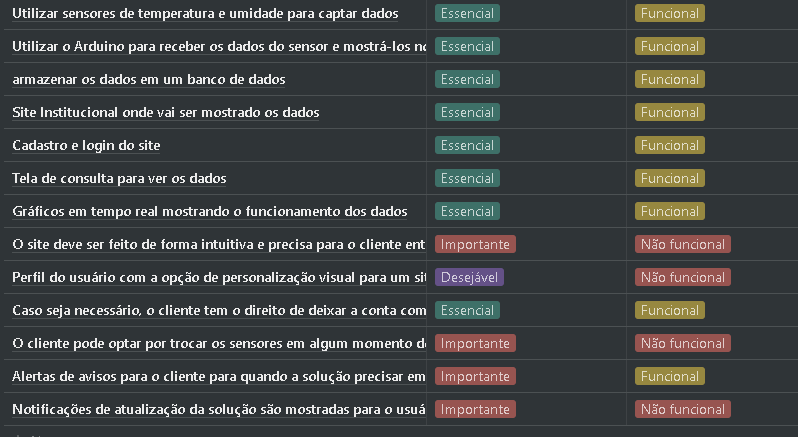 Utilizar sensores de temperatura e umidade para captar dados Essencial Funcional
Utilizar o Arduino para receber os dados do sensor e mostrá-los no Essencial Funcional
armazenar os dados em um banco de dados Essencial Funcional
Site Institucional onde vai ser mostrado os dados Essencial Funcional
Cadastro e login do site Essencial Funcional
Tela de consulta para ver os dados Essencial Funcional
Gráficos em tempo real mostrando o funcionamento dos dados Essencial Funcional
O site deve ser feito de forma intuitiva e precisa para o cliente ent Importante Não funcional
Perfil do usuário com a opção de personalização visual para um sit Desejável Não funcional
Caso seja necessário, o cliente tem o direito de deixar a conta com Essencial Funcional
O cliente pode optar por trocar os sensores em algum momento d Importante Não funcional
Alertas de avisos para o cliente para quando a solução precisar em Importante Funcional
Notificações de atualização da solução são mostradas para o usuá Importante Não funcional